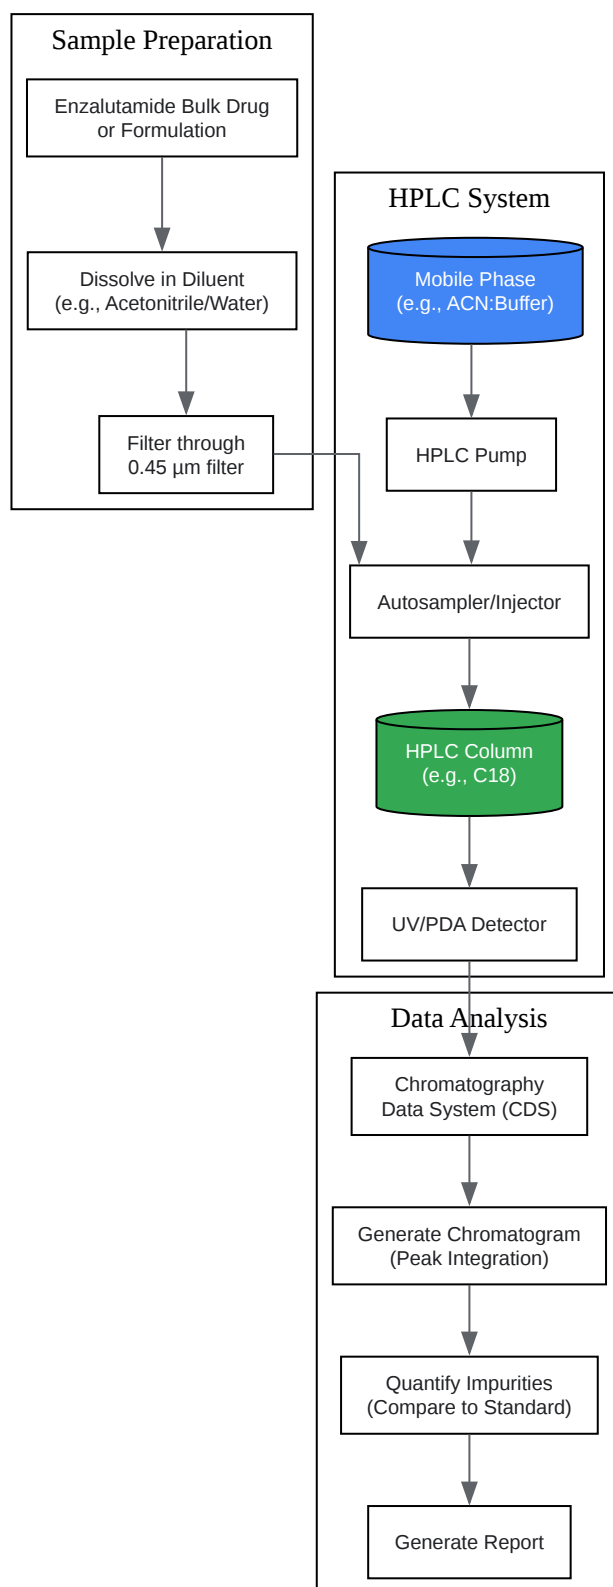 Sample Preparation
Enzalutamide Bulk Drug
or Formulation
Dissolve in Diluent
(e.g., Acetonitrile/Water)
Filter through
0.45 µm filter
HPLC System
Mobile Phase
(e.g., ACN:Buffer)
HPLC Pump
Autosampler/Injector
HPLC Column
(e.g., C18)
UV/PDA Detector
Data Analysis
Chromatography
Data System (CDS)
Generate Chromatogram
(Peak Integration)
Quantify Impurities
(Compare to Standard)
Generate Report